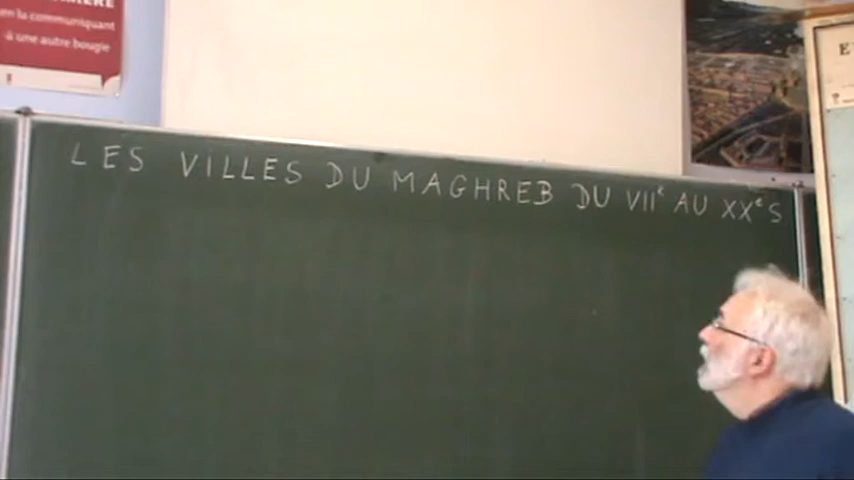 en la communiquant
à une autre bougie
LES VILLES DU MAGHREB DU VIIe AU XXe S